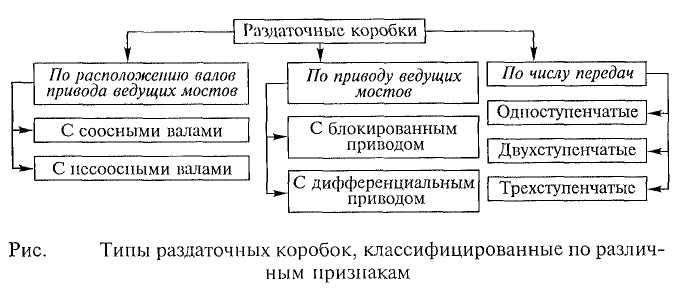 Раздаточные коробки
По расположению валов
привода ведущих мостов
С соосными валами
С несоосными валами
По приводу ведущих
мостов
С блокированным
приводом
С дифференциальным
приводом
По числу передач
Одноступенчатые
Двухступенчатые
Трехступенчатые
Рис. Типы раздаточных коробок, классифицированные по различ-
ным признакам